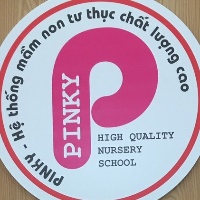 PINKY - Hệ thống mầm non tư thục chất lượng cao
PINKY
HIGH QUALITY
NURSERY
SCHOOL